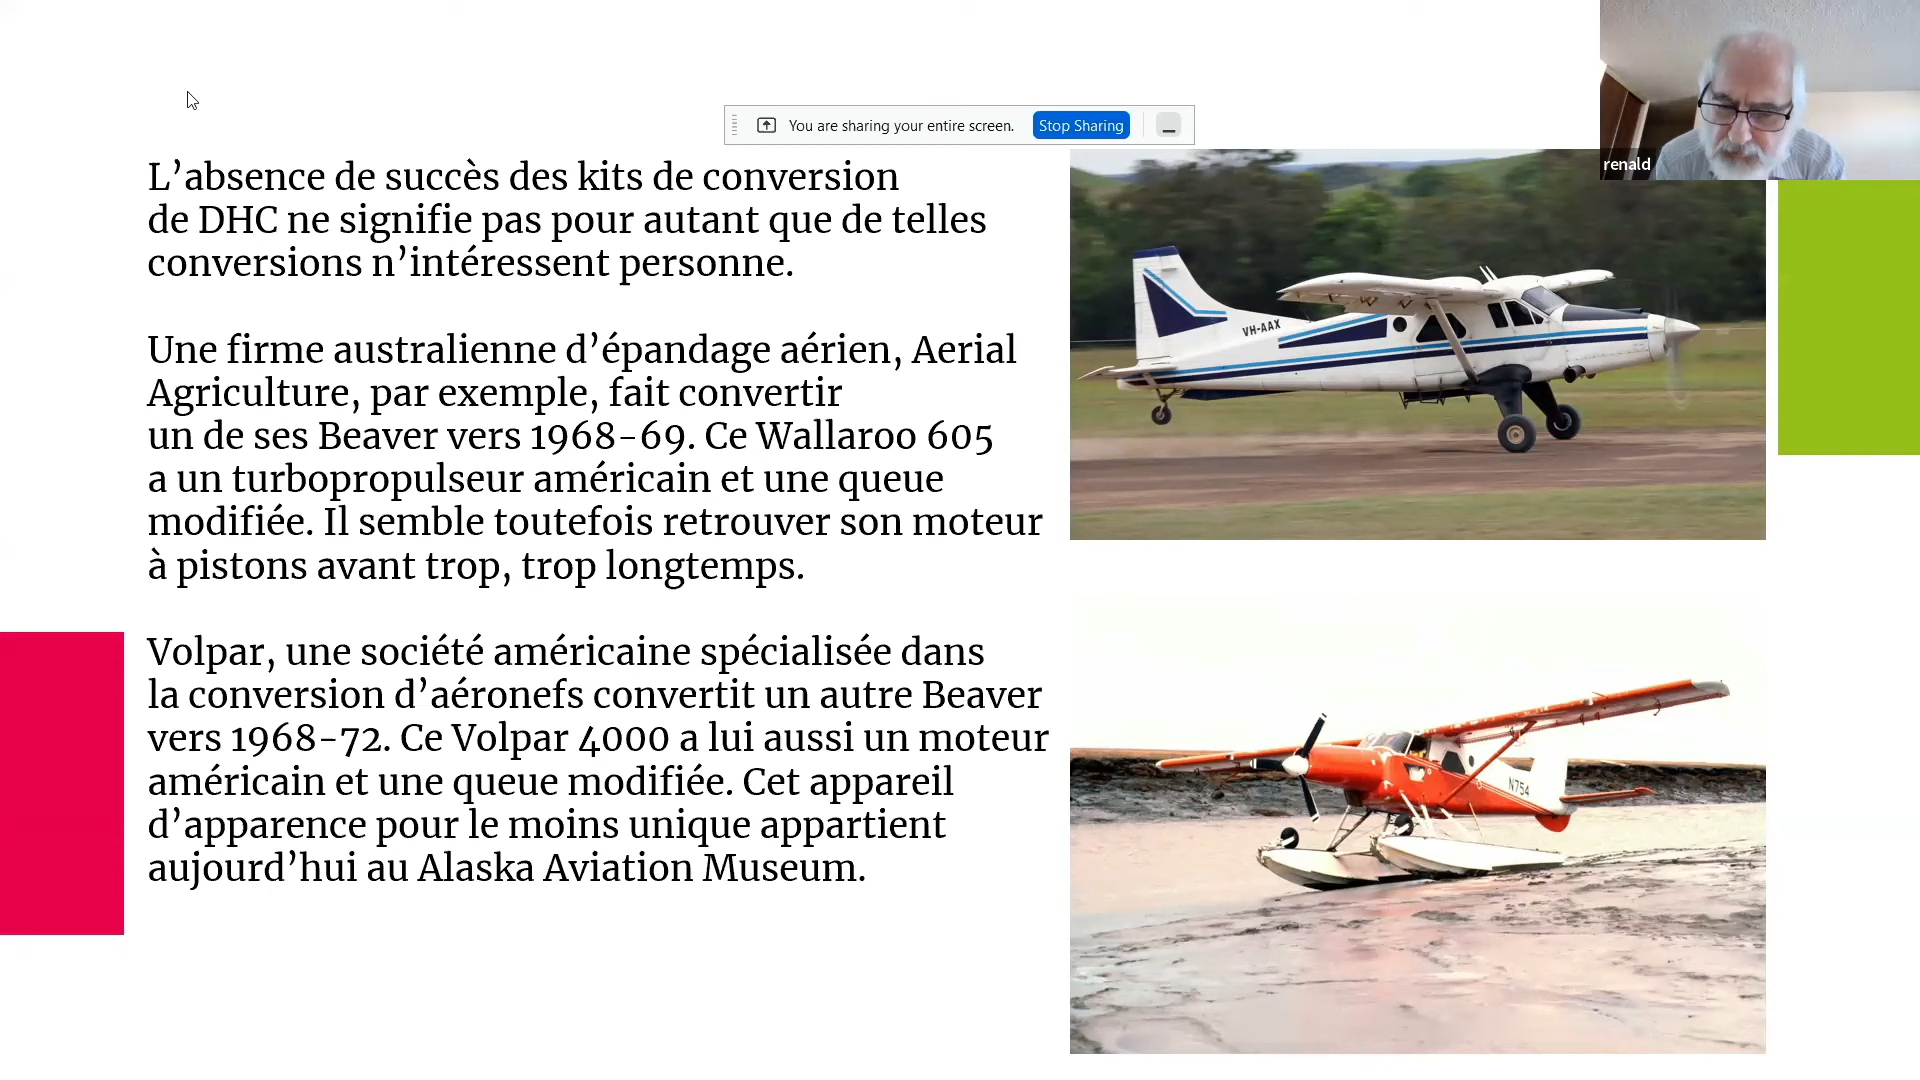 You are sharing your entire screen.
Stop Sharing
renald
L’absence de succès des kits de conversion
de DHC ne signifie pas pour autant que de telles
conversions n’intéressent personne.
Une firme australienne d’épandage aérien, Aerial
Agriculture, par exemple, fait convertir
un de ses Beaver vers 1968-69. Ce Wallaroo 605
a un turbopropulseur américain et une queue
modifiée. Il semble toutefois retrouver son moteur
à pistons avant trop, trop longtemps.
Volpar, une société américaine spécialisée dans
la conversion d’aéronefs convertit un autre Beaver
vers 1968-72. Ce Volpar 4000 a lui aussi un moteur
américain et une queue modifiée. Cet appareil
d’apparence pour le moins unique appartient
aujourd’hui au Alaska Aviation Museum.
VH-AAX
N754